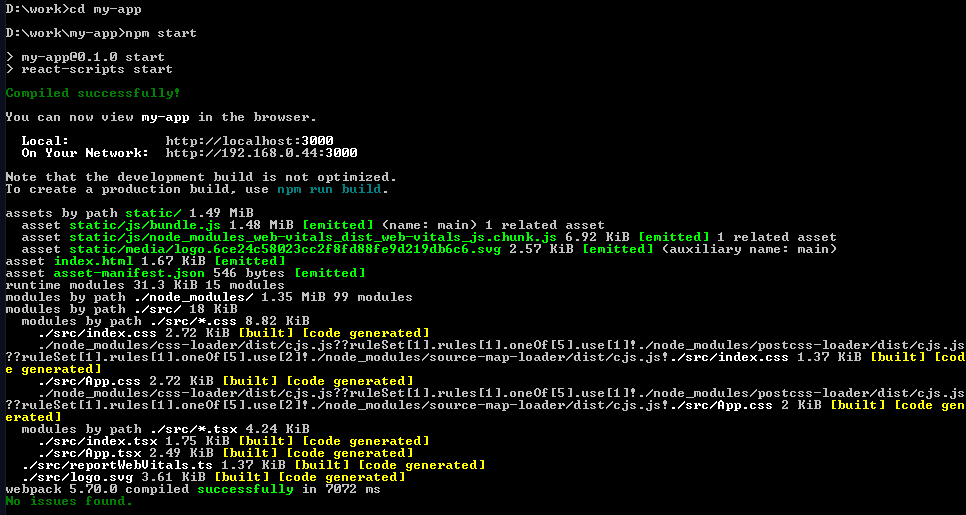 D:\work>cd my-app
D:\work\my-app>npm start
> my-app@0.1.0 start
> react-scripts start
Compiled successfully!
You can now view my-app in the browser.
Local:            http://localhost:3000
On Your Network:  http://192.168.0.44:3000
Note that the development build is not optimized.
To create a production build, use npm run build.
assets by path static/ 1.49 MiB
asset static/js/bundle.js 1.48 MiB [emitted] (name: main) 1 related asset
asset static/js/node_modules_web-vitals_dist_web-vitals_js.chunk.js 6.92 KiB [emitted] 1 related asset
asset static/media/logo.6ce24c58023cc2f8fd88fe9d219db6c6.svg 2.57 KiB [emitted] (auxiliary name: main)
asset index.html 1.67 KiB [emitted]
asset asset-manifest.json 546 bytes [emitted]
runtime modules 31.3 KiB 15 modules
modules by path ./node_modules/ 1.35 MiB 99 modules
modules by path ./src/ 18 KiB
modules by path ./src/*.css 8.82 KiB
./src/index.css 2.72 KiB [built] [code generated]
./node_modules/css-loader/dist/cjs.js??ruleSet[1].rules[1].oneOf[5].use[1]!./node_modules/postcss-loader/dist/cjs.js
??ruleSet[1].rules[1].oneOf[5].use[2]!./node_modules/source-map-loader/dist/cjs.js!./src/index.css 1.37 KiB [built] [cod
e generated]
./src/App.css 2.72 KiB [built] [code generated]
./node_modules/css-loader/dist/cjs.js??ruleSet[1].rules[1].oneOf[5].use[1]!./node_modules/postcss-loader/dist/cjs.js
??ruleSet[1].rules[1].oneOf[5].use[2]!./node_modules/source-map-loader/dist/cjs.js!./src/App.css 2 KiB [built] [code gen
erated]
modules by path ./src/*.tsx 4.24 KiB
./src/index.tsx 1.75 KiB [built] [code generated]
./src/App.tsx 2.49 KiB [built] [code generated]
./src/reportWebVitals.ts 1.37 KiB [built] [code generated]
./src/logo.svg 3.61 KiB [built] [code generated]
webpack 5.70.0 compiled successfully in 7072 ms
No issues found.